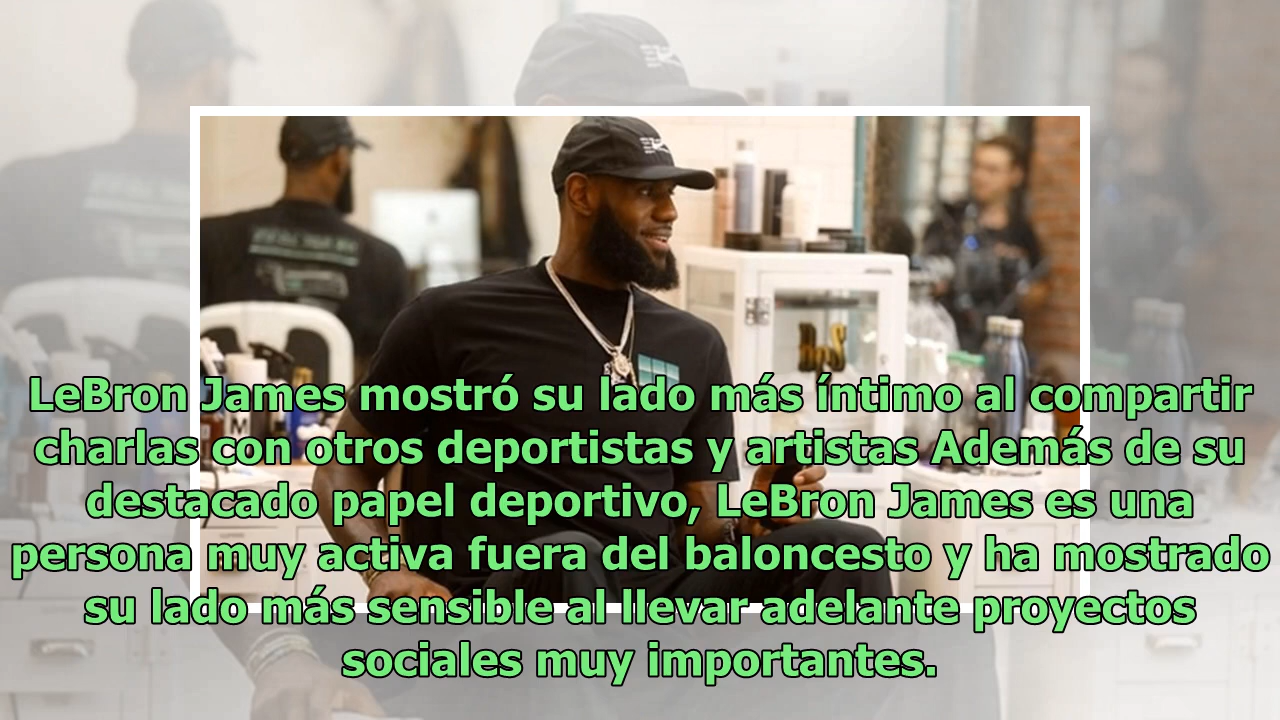 LeBron James mostró su lado más íntimo al compartir
charlas con otros deportistas y artistas Además de su
destacado papel deportivo, LeBron James es una
persona muy activa fuera del baloncesto y ha mostrado
su lado más sensible al llevar adelante proyectos
sociales muy importantes.